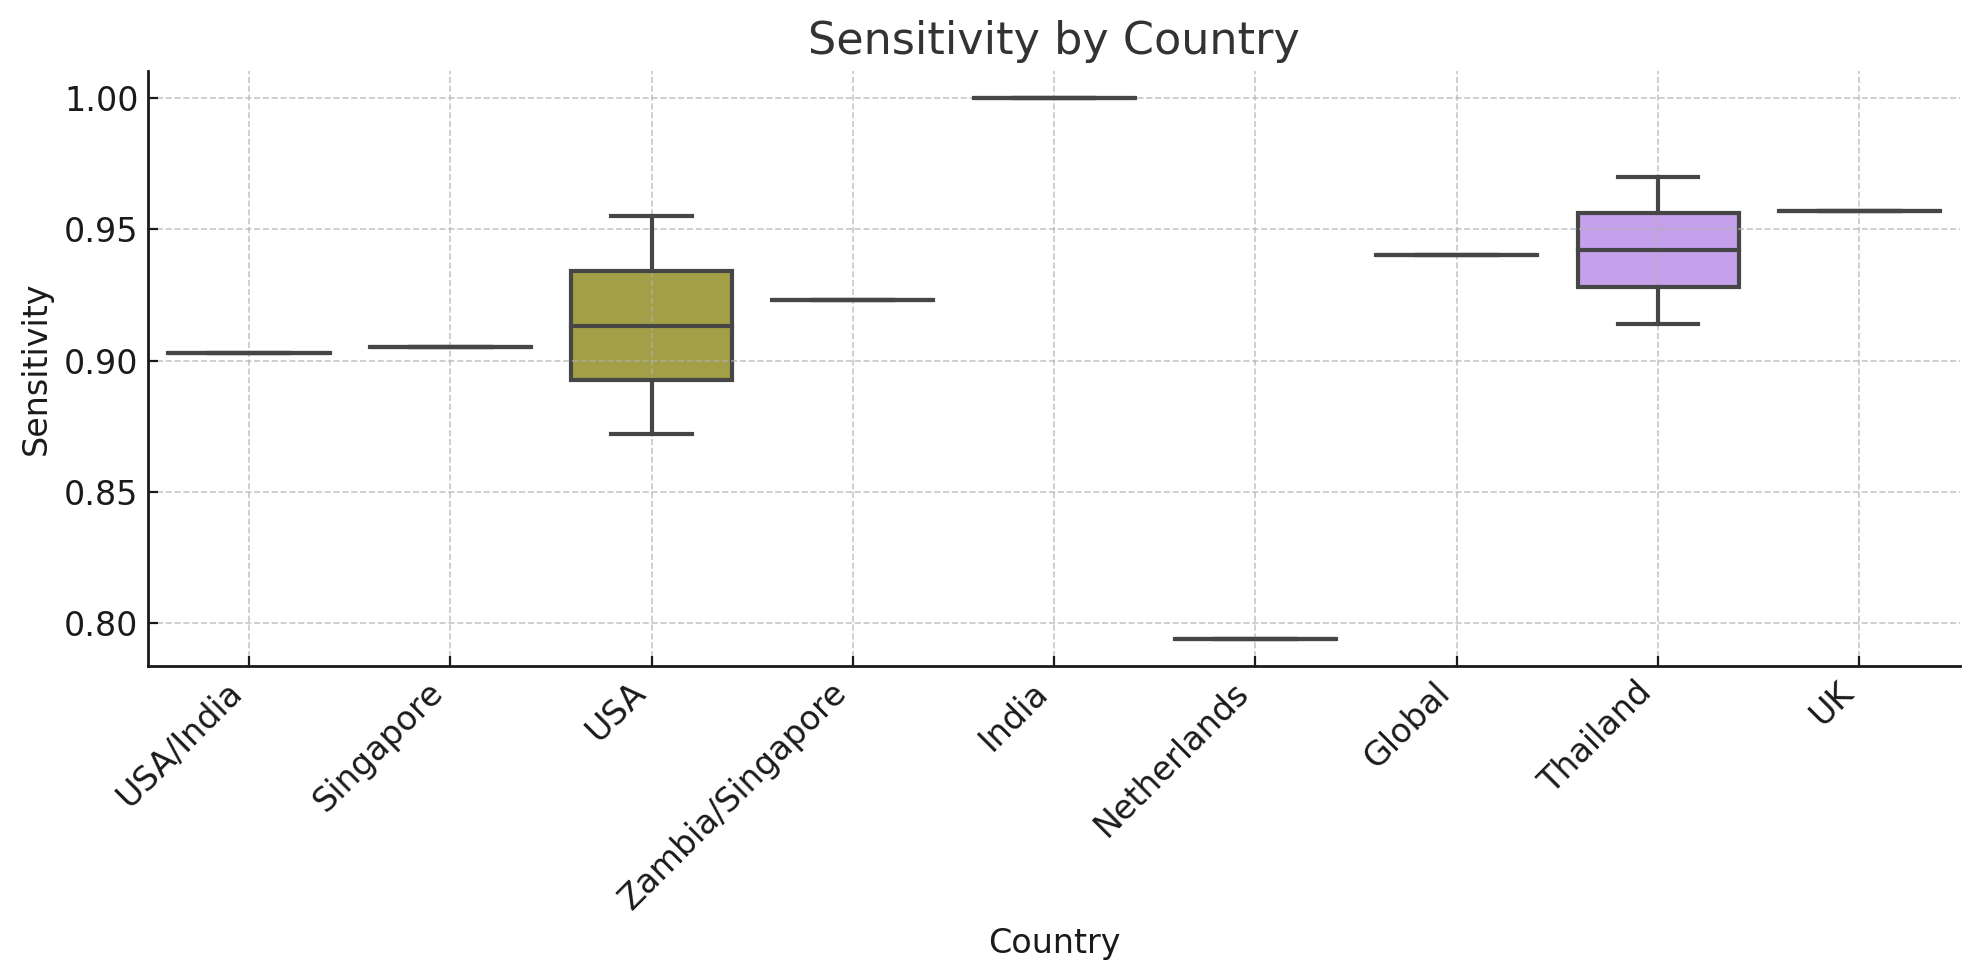 Sensitivity by Country
Sensitivity
1.00
0.95
0.90
0.85
0.80
USA/India
Singapore
USA
Zambia/Singapore
India
Netherlands
Global
Thailand
UK
Country